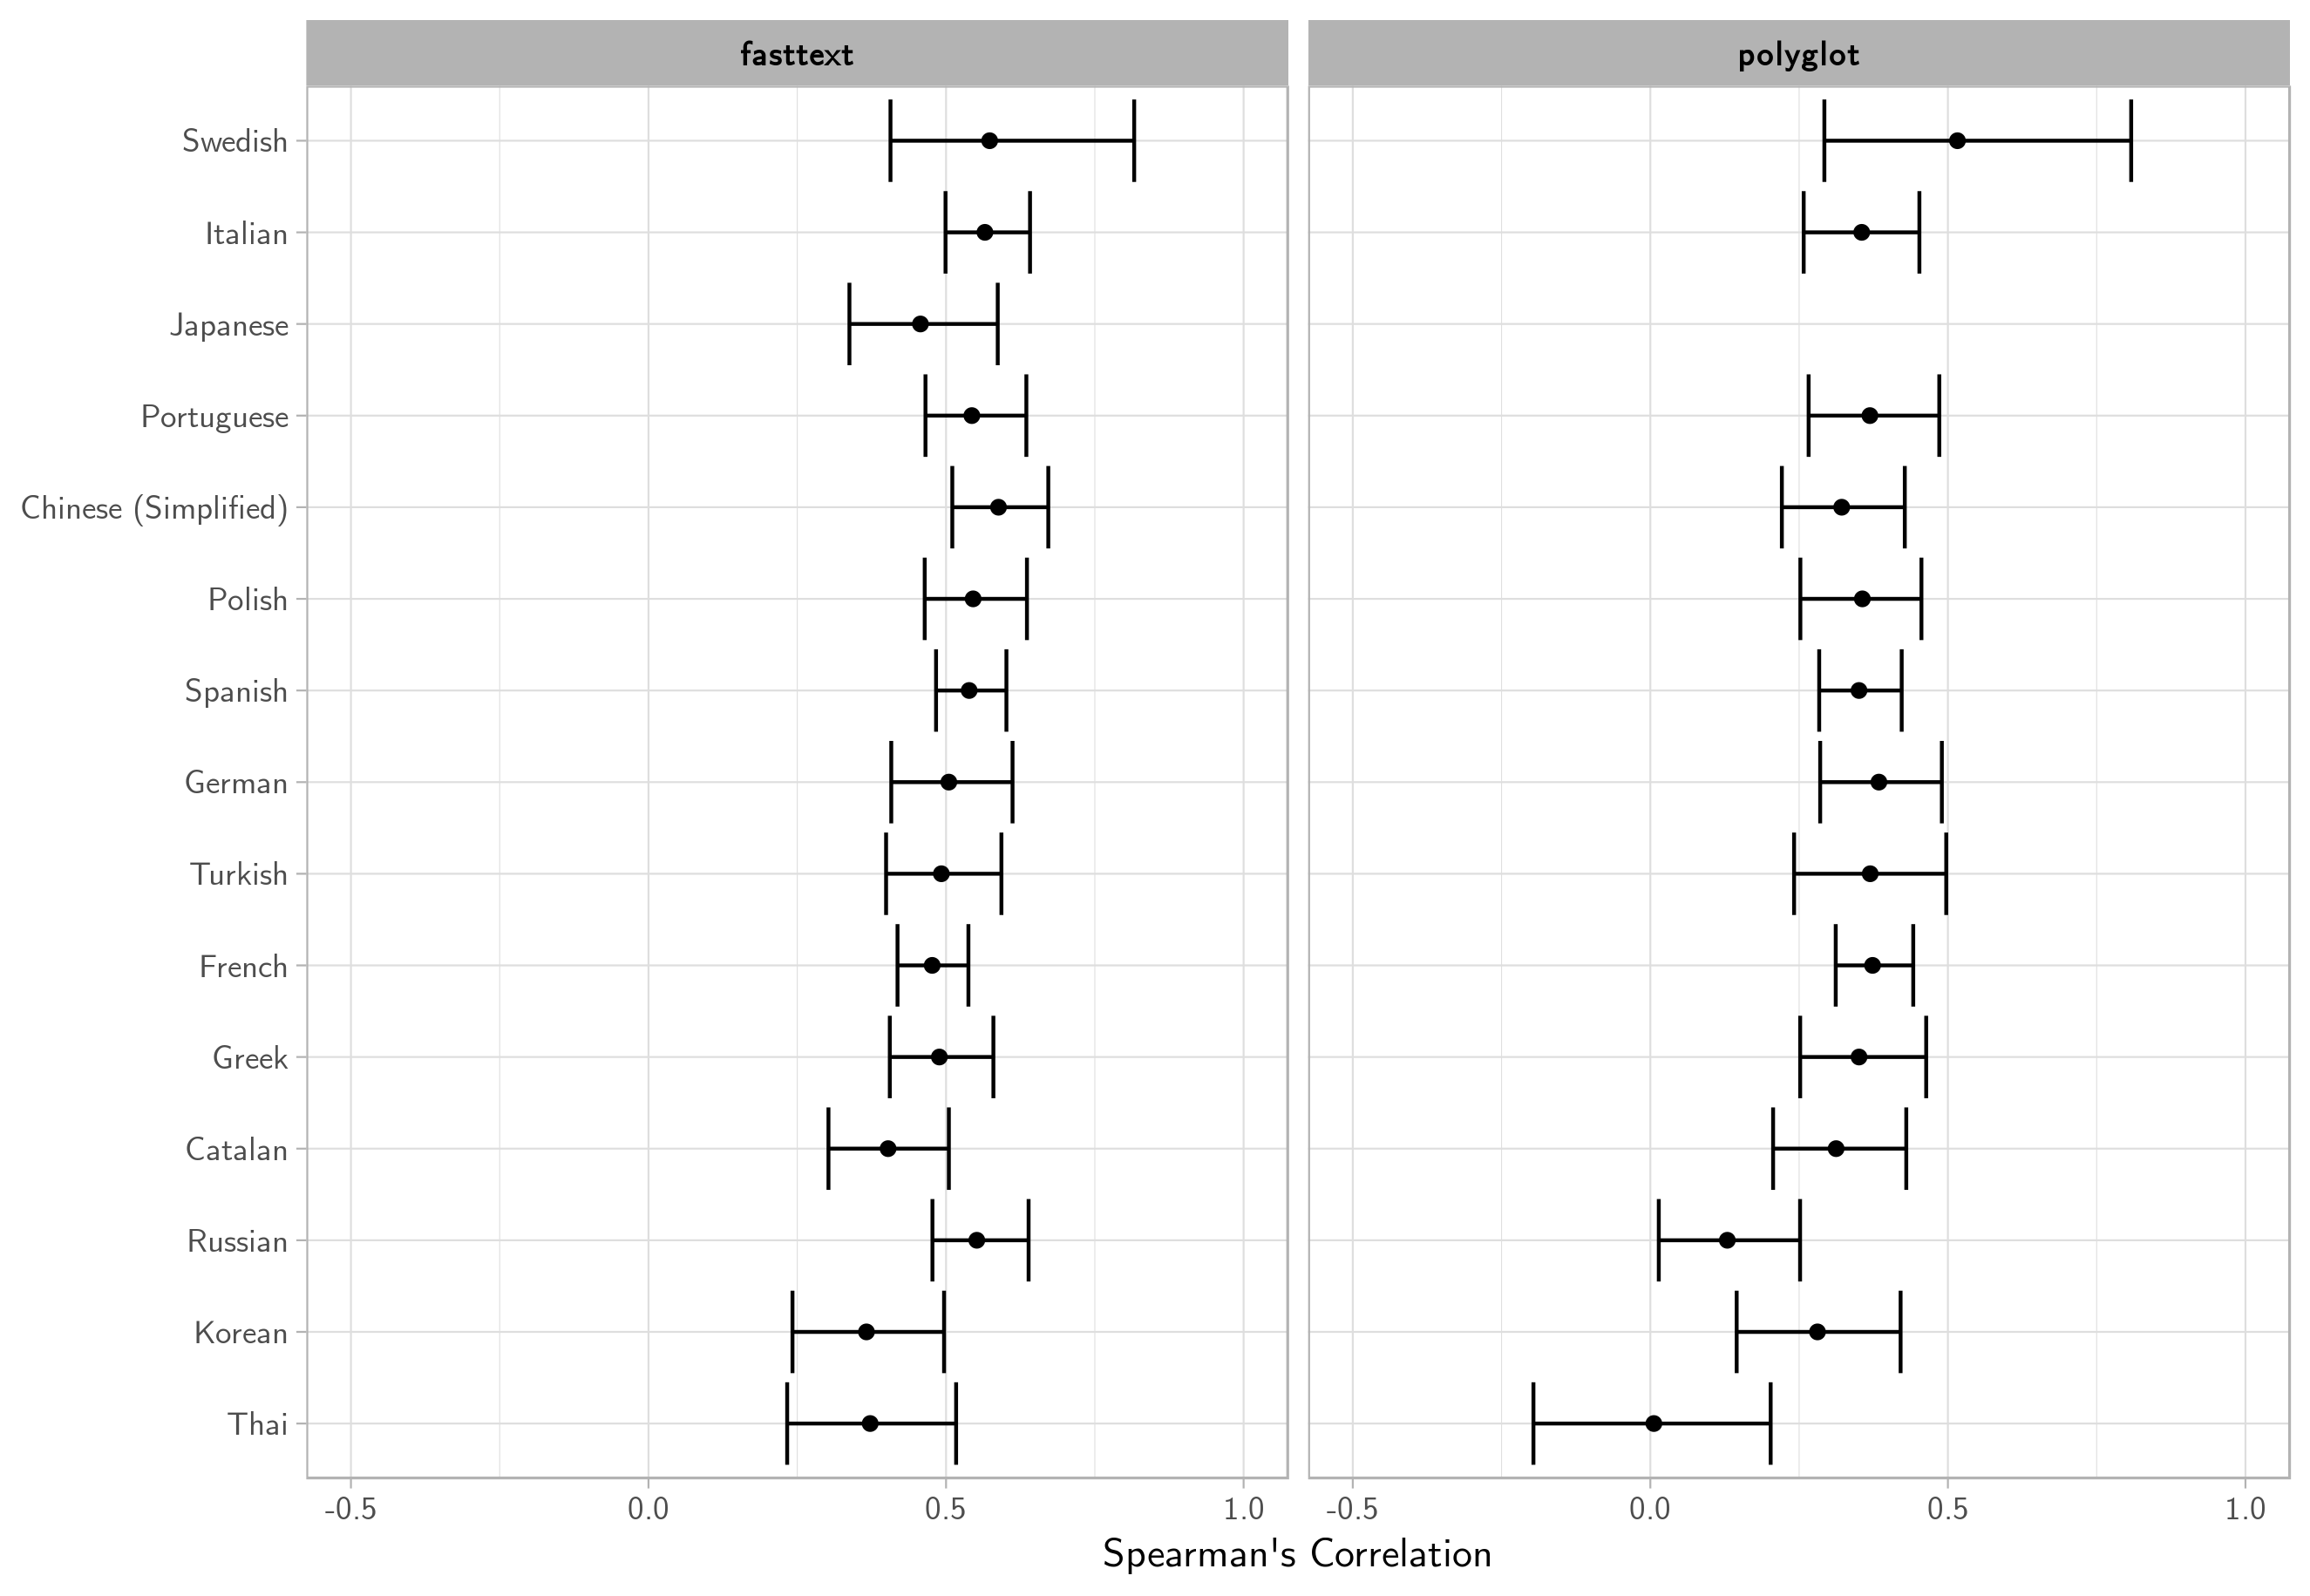 fasttext
polyglot
Swedish
Italian
Japanese
Portuguese
Chinese (Simplified)
Polish
Spanish
German
Turkish
French
Greek
Catalan
Russian
Korean
Thai
-0.5 0.0 0.5 1.0
-0.5 0.0 0.5 1.0
Spearman's Correlation